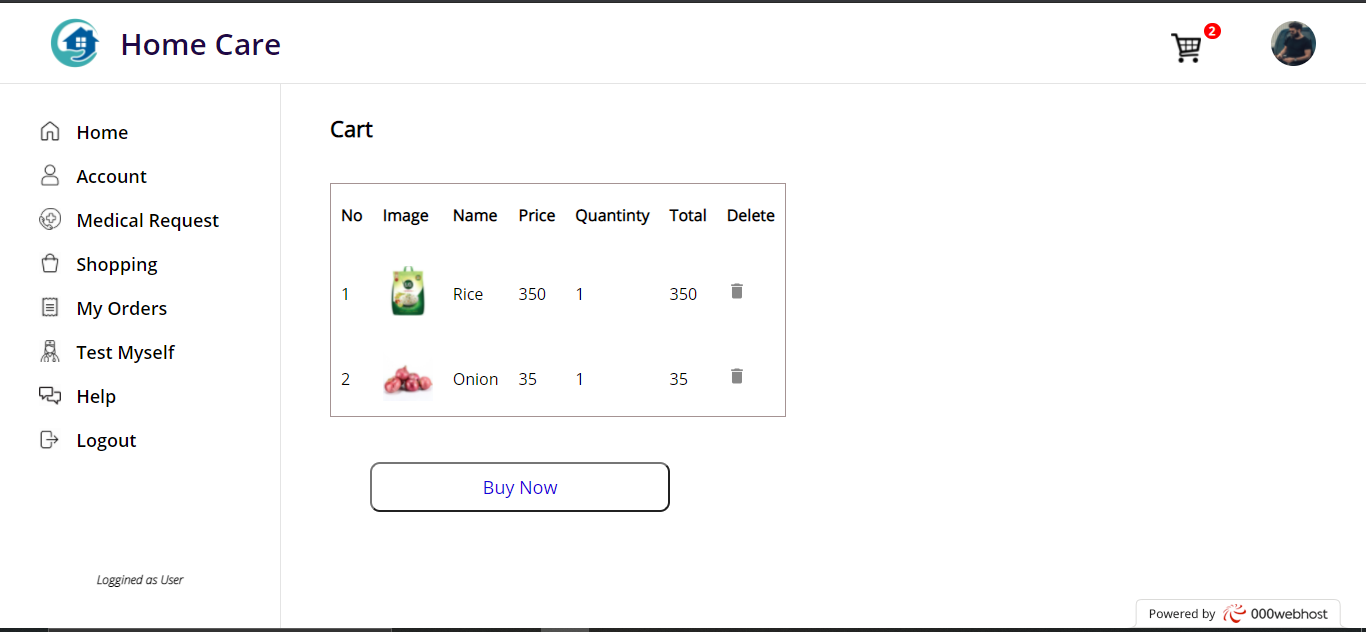 Home Care
2
Home
Account
Medical Request
Shopping
My Orders
Test Myself
Help
Logout
Loggined as User
Cart
No Image Name Price Quantinty Total Delete
1 Rice 350 1 350
2 Onion 35 1 35
Buy Now
Powered by 000webhost